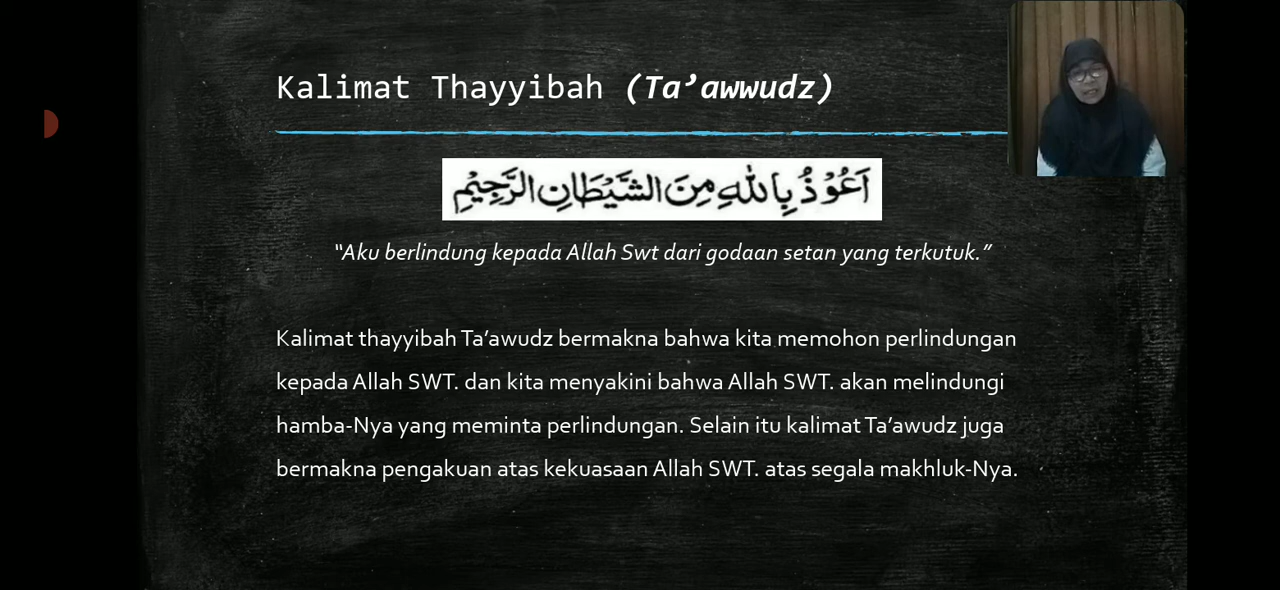 Kalimat Thayyibah (Ta’awwudz)
اَعُوْذُ بِاللّٰهِ مِنَ الشَّيْطَانِ الرَّجِيْمِ
“Aku berlindung kepada Allah Swt dari godaan setan yang terkutuk.”
Kalimat thayyibah Ta’awudz bermakna bahwa kita memohon perlindungan
kepada Allah SWT. dan kita menyakini bahwa Allah SWT. akan melindungi
hamba-Nya yang meminta perlindungan. Selain itu kalimat Ta’awudz juga
bermakna pengakuan atas kekuasaan Allah SWT. atas segala makhluk-Nya.